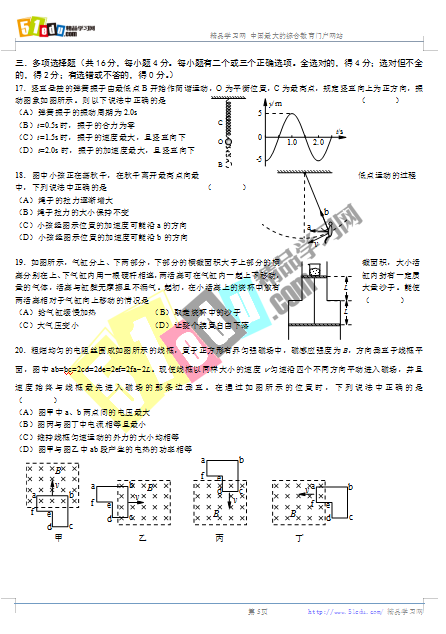 51edu.com
精品学习网
精品学习网 中国最大的综合教育门户网站
三. 多项选择题（共16分，每小题4分。每小题有二个或三个正确选项。全选对的，得4分；选对但不全
的，得2分；有选错或不答的，得0分。）
17．竖直悬挂的弹簧振子由最低点B开始作简谐运动，O为平衡位置，C为最高点，规定竖直向上为正方向，振
动图象如图所示。则以下说法中正确的是 （ ）
（A）弹簧振子的振动周期为2.0s
（B）t=0.5s时，振子的合力为零
（C）t=1.5s时，振子的速度最大，且竖直向下
（D）t=2.0s时，振子的加速度最大，且竖直向下
C
O
B
y/m
5
0
-5
1.0
2.0
t/s
18．图中小孩正在荡秋千，在秋千离开最高点向最 低点运动的过程
中，下列说法中正确的是 （ ）
（A）绳子的拉力逐渐增大
（B）绳子拉力的大小保持不变
（C）小孩经图示位置的加速度可能沿a的方向
（D）小孩经图示位置的加速度可能沿b的方向
a
b
v
19．如图所示，气缸分上、下两部分，下部分的横截面积大于上部分的横 截面积，大小活
塞分别在上、下气缸内用一根硬杆相连，两活塞可在气缸内一起上下移动， 缸内封有一定质
量的气体，活塞与缸壁无摩擦且不漏气。起初，在小活塞上的烧杯中放有 大量沙子。能使
两活塞相对于气缸向上移动的情况是 （ ）
（A）给气缸缓慢加热 （B）取走烧杯中的沙子
（C）大气压变小 （D）让整个装置自由下落
L
L
20．粗细均匀的电阻丝围成如图所示的线框，置于正方形有界匀强磁场中，磁感应强度为B，方向垂直于线框平
面，图中ab=bc=2cd=2de=2ef=2fa=2L。现使线框以同样大小的速度v匀速沿四个不同方向平动进入磁场，并且
速度始终与线框最先进入磁场的那条边垂直。在通过如图所示的位置时，下列说法中正确的是
（ ）
（A）图甲中a、b两点间的电压最大
（B）图丙与图丁中电流相等且最小
（C）维持线框匀速运动的外力的大小均相等
（D）图甲与图乙中ab段产生的电热的功率相等
B
v
a
b
f
e
d
c
甲
a
b
f
e
d
c
B
v
乙
a
b
f
e
d
c
v
B
丙
a
b
f
e
d
c
v
B
丁
第 3页
http://www.51edu.com/ 精品学习网